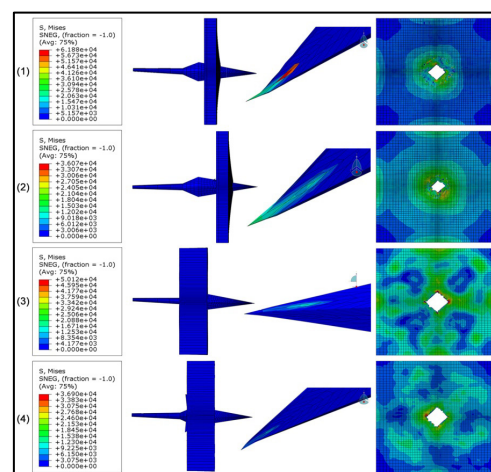 (1)
S, Mises
SNEG, (fraction = -1.0)
(Avg: 75%)
+6.188e+04
+5.673e+04
+5.157e+04
+4.641e+04
+4.126e+04
+3.610e+04
+3.094e+04
+2.578e+04
+2.063e+04
+1.547e+04
+1.031e+04
+5.157e+03
+0.000e+00
(2)
S, Mises
SNEG, (fraction = -1.0)
(Avg: 75%)
+3.607e+04
+3.307e+04
+3.006e+04
+2.705e+04
+2.405e+04
+2.104e+04
+1.804e+04
+1.503e+04
+1.202e+04
+9.018e+03
+6.012e+03
+3.006e+03
+0.000e+00
(3)
S, Mises
SNEG, (fraction = -1.0)
(Avg: 75%)
+5.012e+04
+4.595e+04
+4.177e+04
+3.759e+04
+3.342e+04
+2.924e+04
+2.506e+04
+2.088e+04
+1.671e+04
+1.253e+04
+8.354e+03
+4.177e+03
+0.000e+00
(4)
S, Mises
SNEG, (fraction = -1.0)
(Avg: 75%)
+3.690e+04
+3.383e+04
+3.075e+04
+2.768e+04
+2.460e+04
+2.153e+04
+1.845e+04
+1.538e+04
+1.230e+04
+9.225e+03
+6.150e+03
+3.075e+03
+0.000e+00